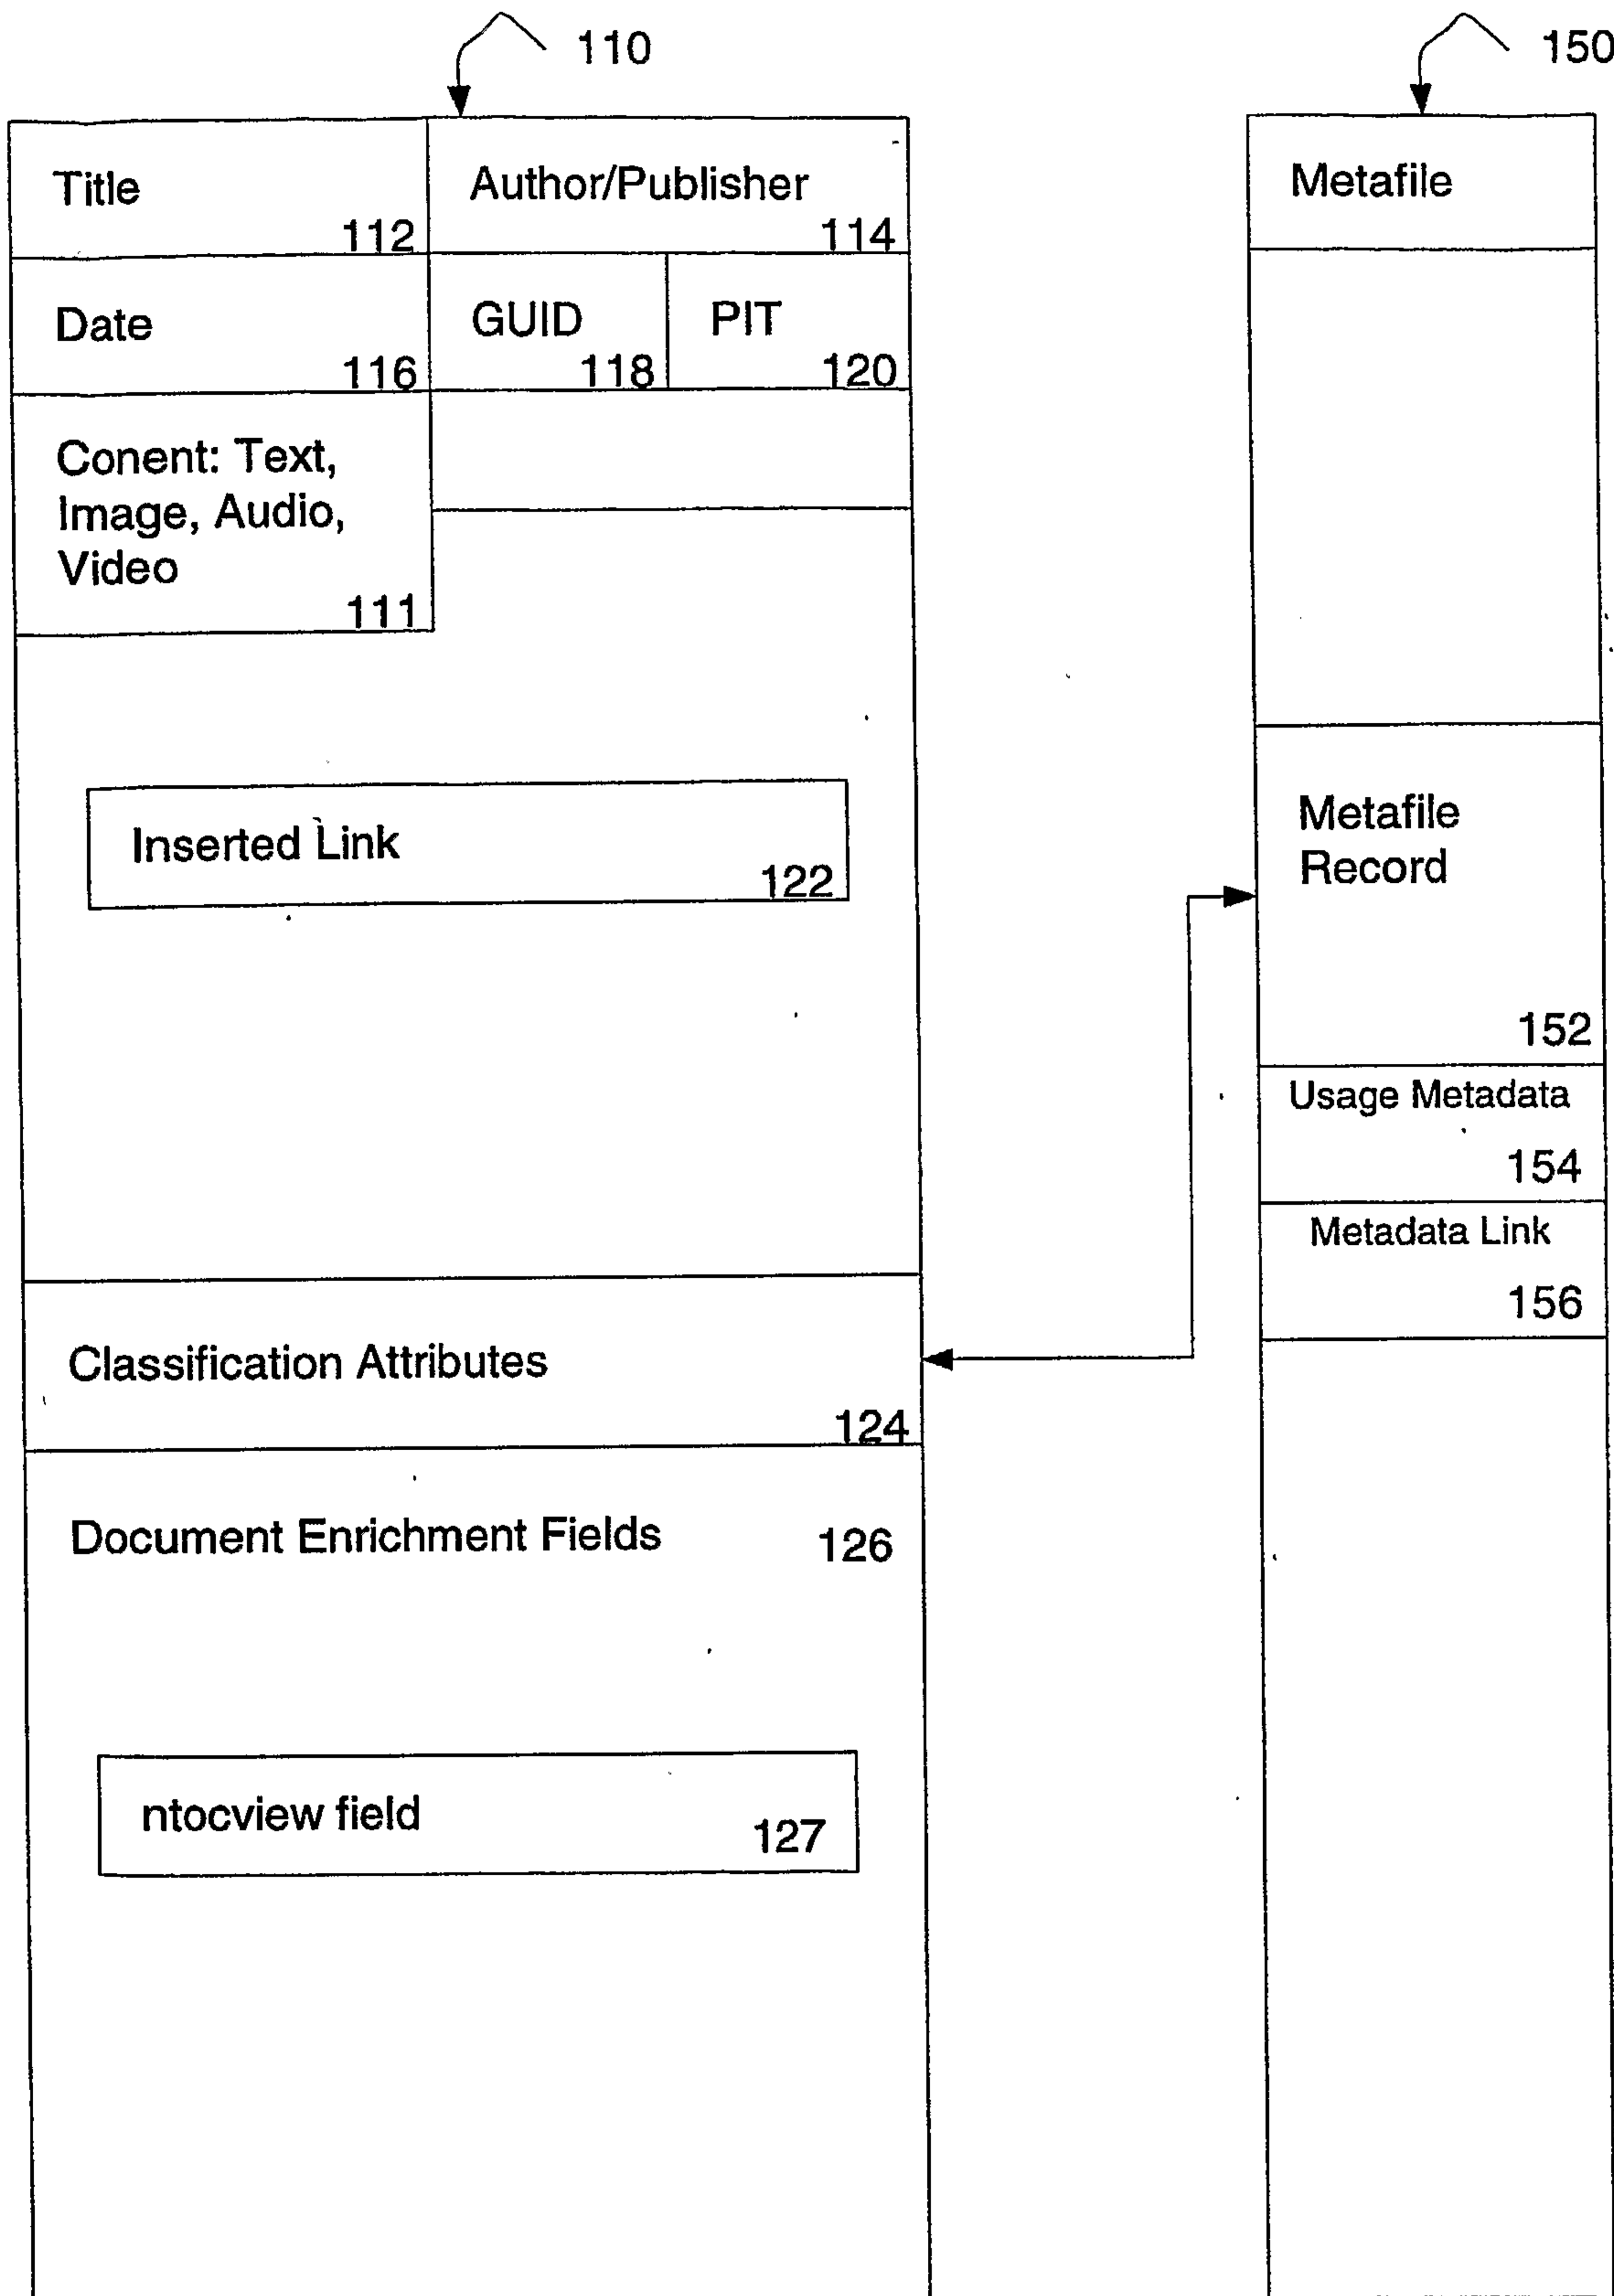 110
150
Title
112
Author/Publisher
114
Date
116
GUID
118
PIT
120
Conent: Text,
Image, Audio,
Video
111
Inserted Link
122
Classification Attributes
124
Document Enrichment Fields
126
ntocview field
127
Metafile
Metafile
Record
152
Usage Metadata
154
Metadata Link
156